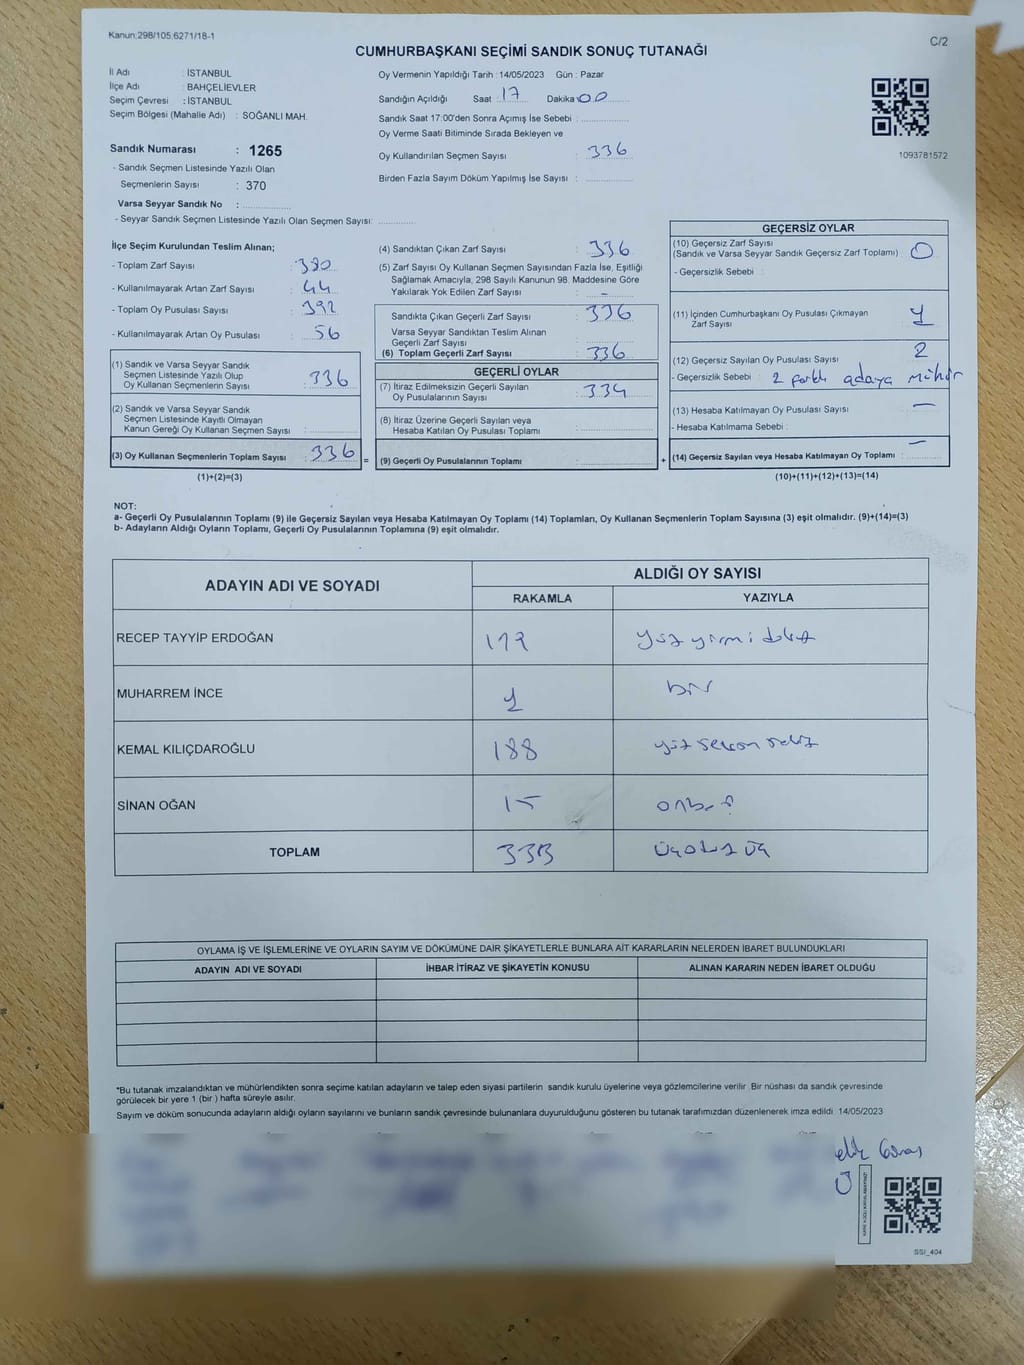 Kanun:298/105.6271/18-1
C/2
CUMHURBAŞKANI SEÇİMİ SANDIK SONUÇ TUTANAĞI
İl Adı : İSTANBUL
İlçe Adı : BAHÇELİEVLER
Seçim Çevresi : İSTANBUL
Seçim Bölgesi (Mahalle Adı) : SOĞANLI MAH.
Sandık Numarası : 1265
- Sandık Seçmen Listesinde Yazılı Olan
Seçmenlerin Sayısı : 370
Varsa Seyyar Sandık No :
- Seyyar Sandık Seçmen Listesinde Yazılı Olan Seçmen Sayısı:
Oy Vermenin Yapıldığı Tarih : 14/05/2023 Gün : Pazar
Sandığın Açıldığı Saat 17 Dakika 00
Sandık Saat 17:00'den Sonra Açımış İse Sebebi :
Oy Verme Saati Bitiminde Sırada Bekleyen ve
Oy Kullandırılan Seçmen Sayısı : 336
Birden Fazla Sayım Döküm Yapılmış İse Sayısı :
1093781572
İlçe Seçim Kurulundan Teslim Alınan;
- Toplam Zarf Sayısı : 380
- Kullanılmayarak Artan Zarf Sayısı : 44
- Toplam Oy Pusulası Sayısı : 392
- Kullanılmayarak Artan Oy Pusulası : 56
(1) Sandık ve Varsa Seyyar Sandık
Seçmen Listesinde Yazılı Olup
Oy Kullanan Seçmenlerin Sayısı : 336
(2) Sandık ve Varsa Seyyar Sandık
Seçmen Listesinde Kayıtlı Olmayan
Kanun Gereği Oy Kullanan Seçmen Sayısı :
(3) Oy Kullanan Seçmenlerin Toplam Sayısı : 336 =
(1)+(2)=(3)
(4) Sandıktan Çıkan Zarf Sayısı : 336
(5) Zarf Sayısı Oy Kullanan Seçmen Sayısından Fazla İse, Eşitliği
Sağlamak Amacıyla; 298 Sayılı Kanunun 98. Maddesine Göre
Yakılarak Yok Edilen Zarf Sayısı : -
Sandıkta Çıkan Geçerli Zarf Sayısı : 336
Varsa Seyyar Sandıktan Teslim Alınan
Geçerli Zarf Sayısı :
(6) Toplam Geçerli Zarf Sayısı : 336
GEÇERLİ OYLAR
(7) İtiraz Edilmeksizin Geçerli Sayılan
Oy Pusulalarının Sayısı : 334
(8) İtiraz Üzerine Geçerli Sayılan veya
Hesaba Katılan Oy Pusulası Toplamı :
(9) Geçerli Oy Pusulalarının Toplamı : +
GEÇERSİZ OYLAR
(10) Geçersiz Zarf Sayısı
(Sandık ve Varsa Seyyar Sandık Geçersiz Zarf Toplamı) : 0
- Geçersizlik Sebebi :
(11) İçinden Cumhurbaşkanı Oy Pusulası Çıkmayan
Zarf Sayısı : 1
(12) Geçersiz Sayılan Oy Pusulası Sayısı : 2
- Geçersizlik Sebebi : 2 farklı adaya mühür
(13) Hesaba Katılmayan Oy Pusulası Sayısı : -
- Hesaba Katılmama Sebebi :
(14) Geçersiz Sayılan veya Hesaba Katılmayan Oy Toplamı : -
(10)+(11)+(12)+(13)=(14)
NOT:
a- Geçerli Oy Pusulalarının Toplamı (9) ile Geçersiz Sayılan veya Hesaba Katılmayan Oy Toplamı (14) Toplamları, Oy Kullanan Seçmenlerin Toplam Sayısına (3) eşit olmalıdır. (9)+(14)=(3)
b- Adayların Aldığı Oyların Toplamı, Geçerli Oy Pusulalarının Toplamına (9) eşit olmalıdır.
ADAYIN ADI VE SOYADI ALDIĞI OY SAYISI
RAKAMLA YAZIYLA
RECEP TAYYİP ERDOĞAN 129 yüz yirmi dokuz
MUHARREM İNCE 1 bir
KEMAL KILIÇDAROĞLU 188 yüz seksen sekiz
SİNAN OĞAN 15 onbeş
TOPLAM 333 üçotuz üç
OYLAMA İŞ VE İŞLEMLERİNE VE OYLARIN SAYIM VE DÖKÜMÜNE DAİR ŞİKAYETLERLE BUNLARA AİT KARARLARIN NELERDEN İBARET BULUNDUKLARI
ADAYIN ADI VE SOYADI İHBAR İTİRAZ VE ŞİKAYETİN KONUSU ALINAN KARARIN NEDEN İBARET OLDUĞU
*Bu tutanak imzalandıktan ve mühürlendikten sonra seçime katılan adayların ve talep eden siyasi partilerin sandık kurulu üyelerine veya gözlemcilerine verilir. Bir nüshası da sandık çevresinde
görülecek bir yere 1 (bir ) hafta süreyle asılır.
Sayım ve döküm sonucunda adayların aldığı oyların sayılarını ve bunların sandık çevresinde bulunanlara duyurulduğunu gösteren bu tutanak tarafımızdan düzenlenerek imza edildi. 14/05/2023
SSI_404